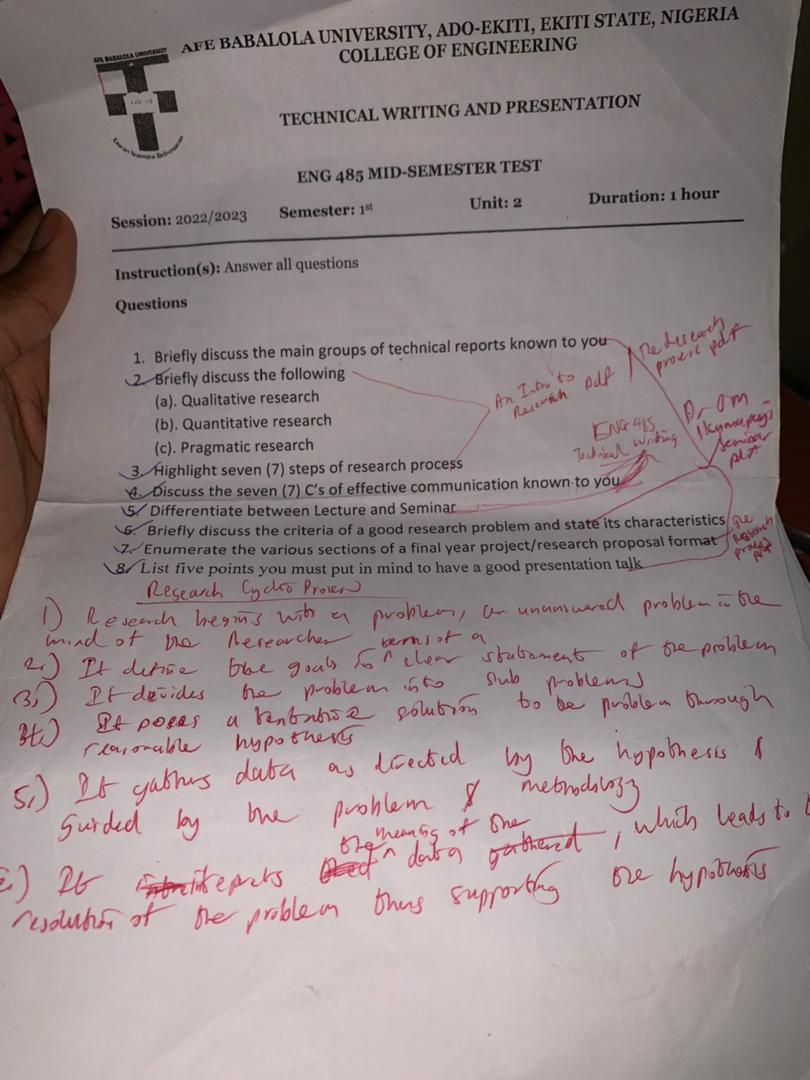 AFE BABALOLA UNIVERSITY
AFE BABALOLA UNIVERSITY, ADO-EKITI, EKITI STATE, NIGERIA
COLLEGE OF ENGINEERING
TECHNICAL WRITING AND PRESENTATION
ENG 485 MID-SEMESTER TEST
Session: 2022/2023 Semester: 1st Unit: 2 Duration: 1 hour
Instruction(s): Answer all questions
Questions
1. Briefly discuss the main groups of technical reports known to you
The Research
process pdf
2. Briefly discuss the following
An Intro to
Research pdf
(a). Qualitative research
(b). Quantitative research
(c). Pragmatic research
Dr Om
seminar
ENG 485
Technical writing
3. Highlight seven (7) steps of research process
4. Discuss the seven (7) C's of effective communication known to you
5. Differentiate between Lecture and Seminar
6. Briefly discuss the criteria of a good research problem and state its characteristics
7. Enumerate the various sections of a final year project/research proposal format
The
Research
process
8. List five points you must put in mind to have a good presentation talk
Research Cyclic Process
1) Research begins with a problem, an unanswered problem in the
mind of the Researcher
2.) It define the goals in terms of a clear statement of the problem
3.) It devides the problem into sub problems
4.) It poses a tentative solution to the problem through
reasonable hypothesis
5.) It gathers data as directed by the hypothesis &
guided by the problem & methodology
It interprets the meaning of the data gathered, which leads to
resolution of the problem thus supporting the hypothesis